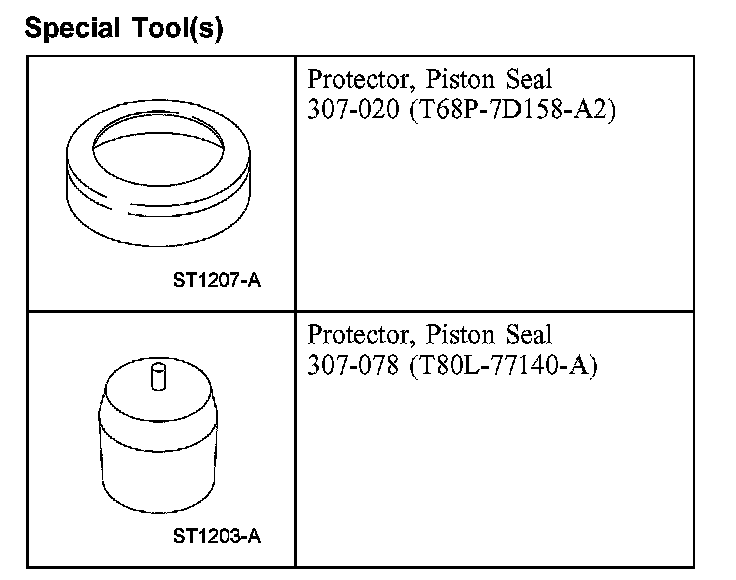 Special Tool(s)
Protector, Piston Seal
307-020 (T68P-7D158-A2)
ST1207-A
Protector, Piston Seal
307-078 (T80L-77140-A)
ST1203-A